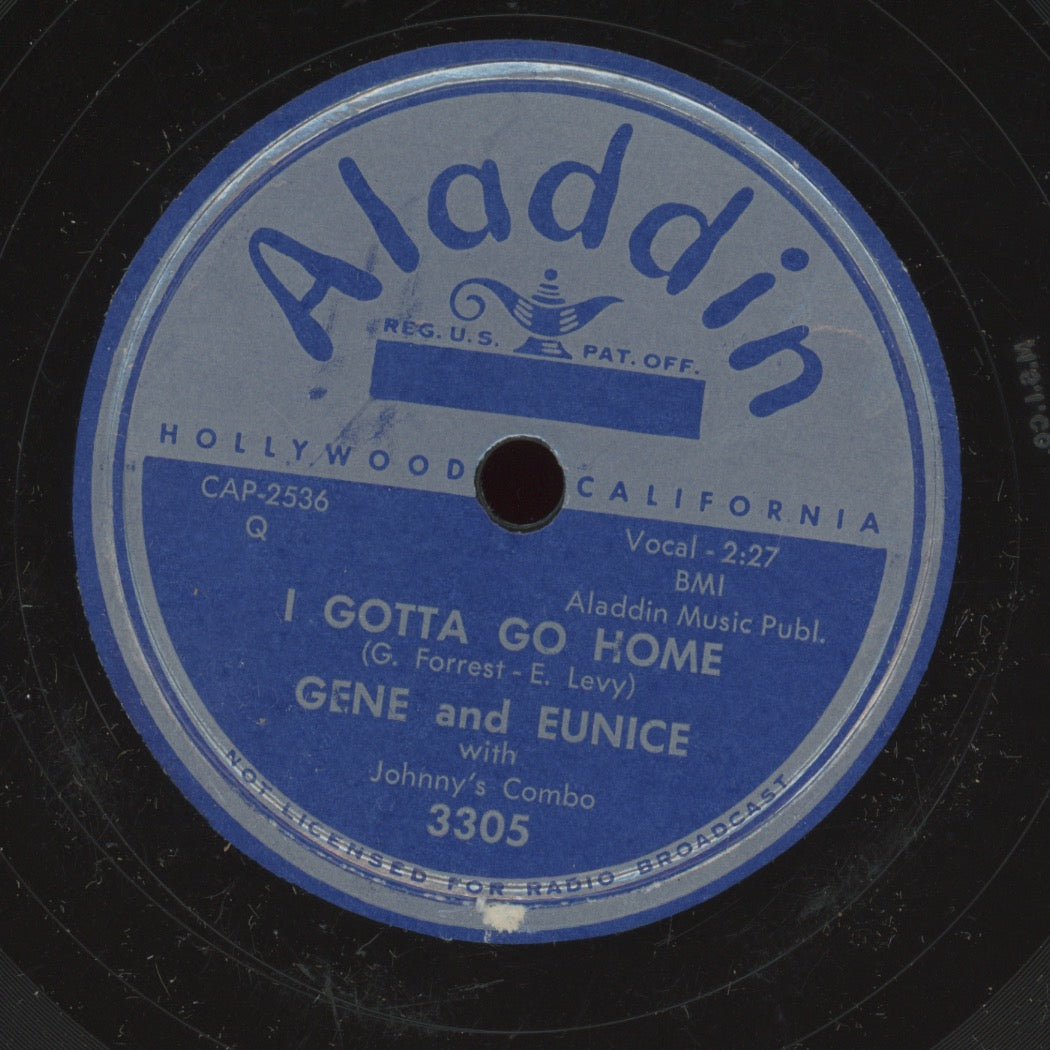 Aladdin
REG. U.S. PAT. OFF.
HOLLYWOOD CALIFORNIA
CAP-2536
Q
Vocal - 2:27
BMI
Aladdin Music Publ.
I GOTTA GO HOME
(G. Forrest - E. Levy)
GENE and EUNICE
with
Johnny's Combo
3305
NOT LICENSED FOR RADIO BROADCAST